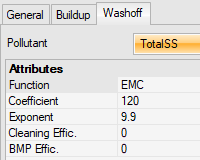 General Buildup Washoff
Pollutant TotalSS
Attributes
Function EMC
Coefficient 120
Exponent 9.9
Cleaning Effic. 0
BMP Effic. 0